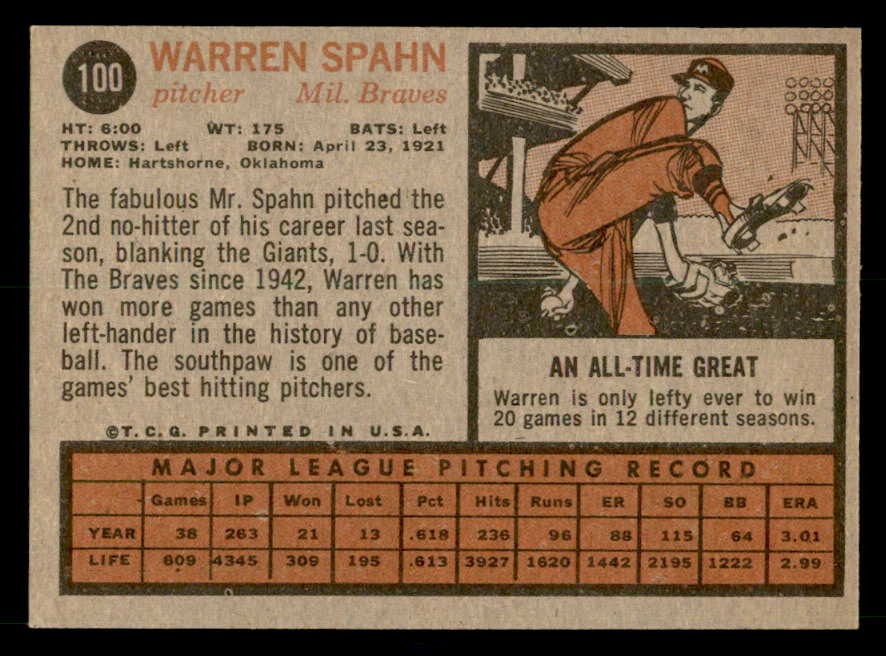 100
WARREN SPAHN
pitcher Mil. Braves
HT: 6:00 WT: 175 BATS: Left
THROWS: Left BORN: April 23, 1921
HOME: Hartshorne, Oklahoma
The fabulous Mr. Spahn pitched the
2nd no-hitter of his career last sea-
son, blanking the Giants, 1-0. With
The Braves since 1942, Warren has
won more games than any other
left-hander in the history of base-
ball. The southpaw is one of the
games' best hitting pitchers.
©T.C.G. PRINTED IN U.S.A.
M
AN ALL-TIME GREAT
Warren is only lefty ever to win
20 games in 12 different seasons.
MAJOR LEAGUE PITCHING RECORD
Games IP Won Lost Pct Hits Runs ER SO BB ERA
YEAR 38 263 21 13 .618 236 96 88 115 64 3.01
LIFE 609 4345 309 195 .613 3927 1620 1442 2195 1222 2.99